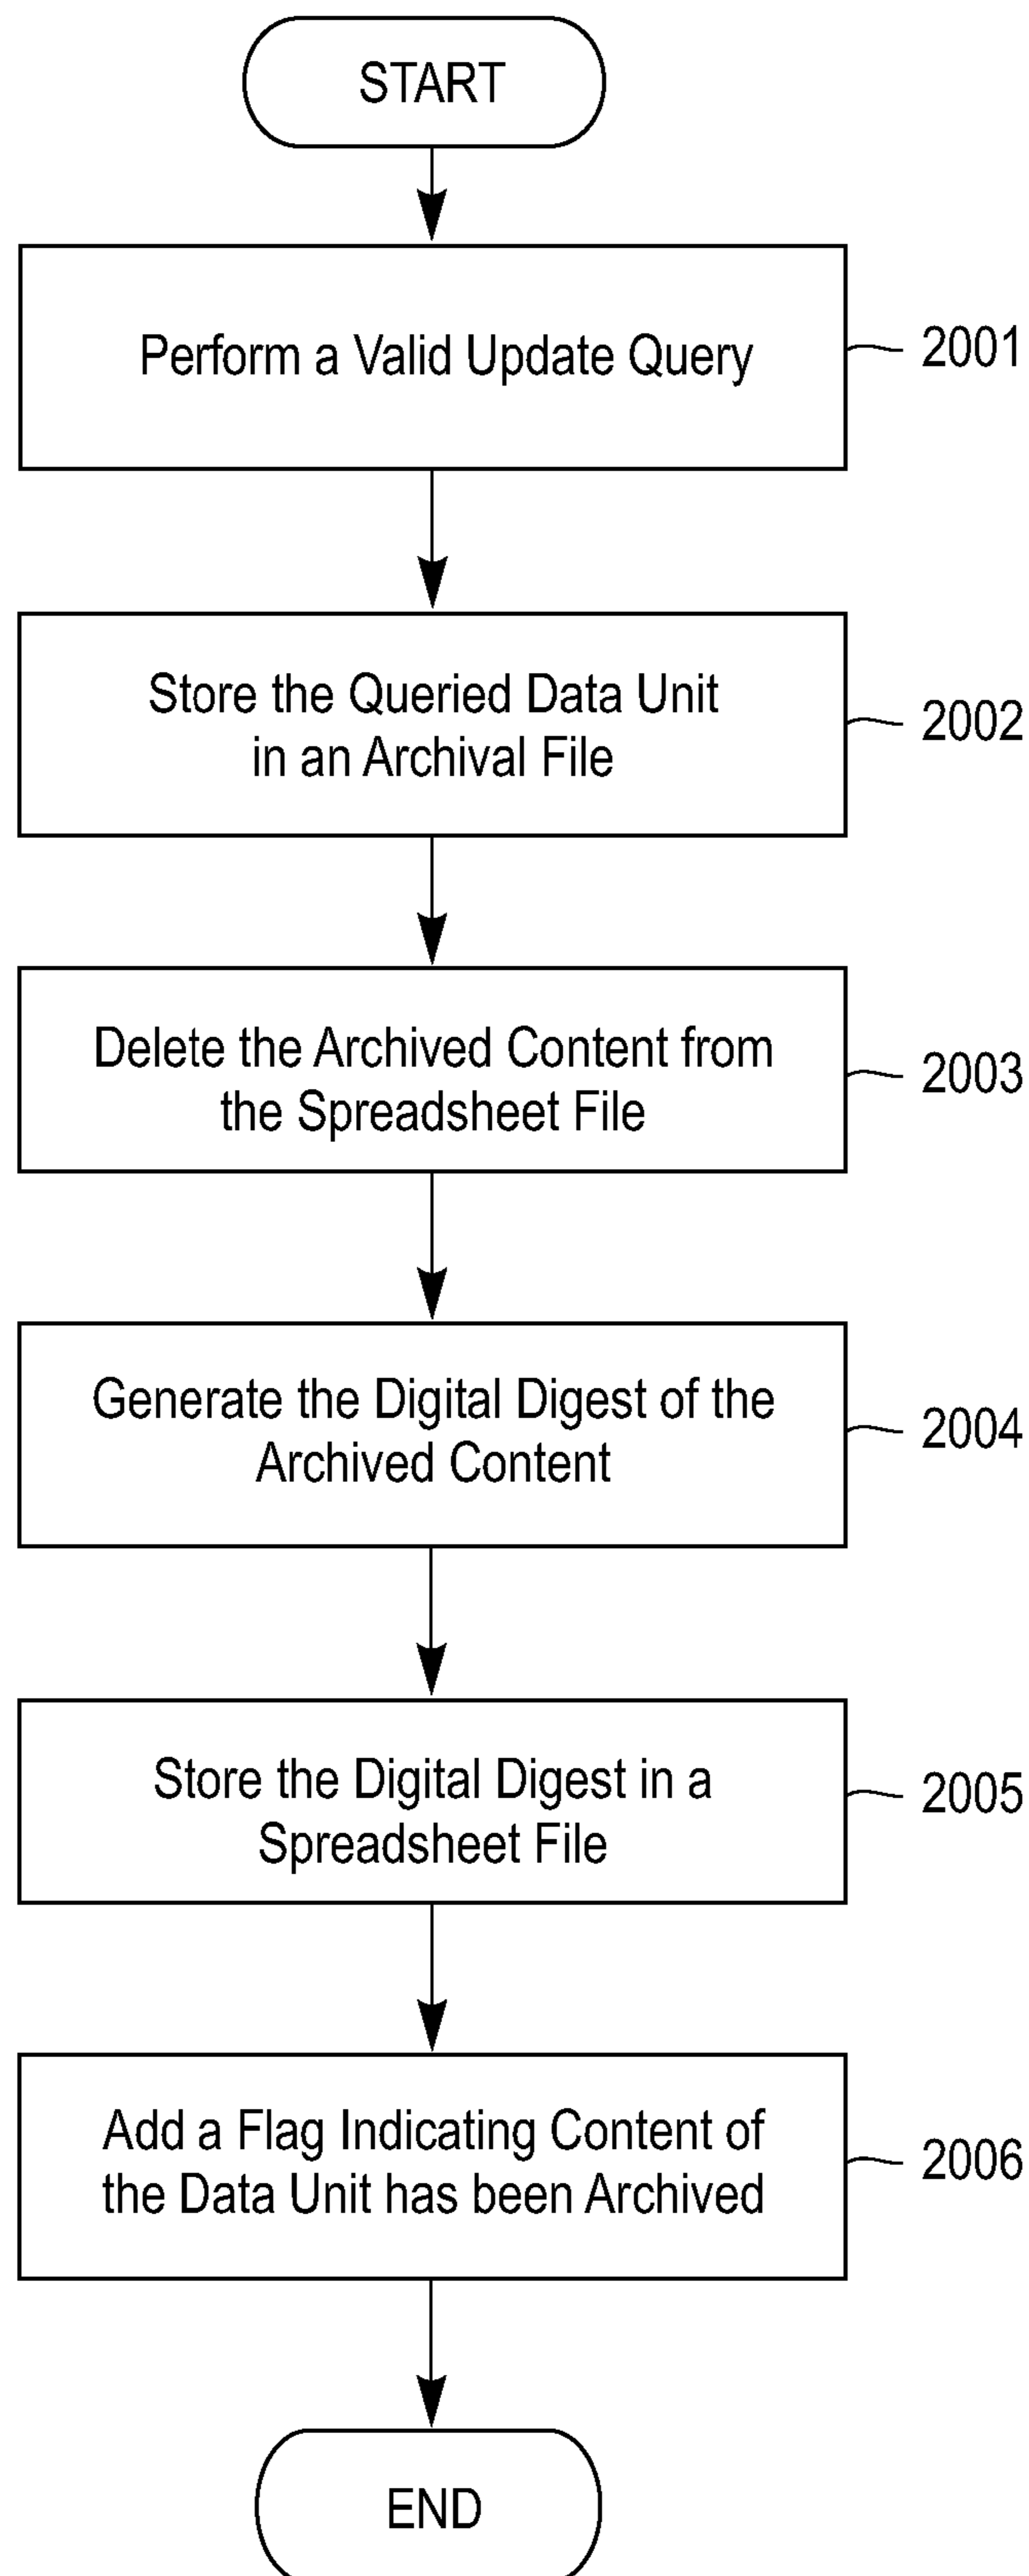 START
Perform a Valid Update Query
2001
Store the Queried Data Unit
in an Archival File
2002
Delete the Archived Content from
the Spreadsheet File
2003
Generate the Digital Digest of the
Archived Content
2004
Store the Digital Digest in a
Spreadsheet File
2005
Add a Flag Indicating Content of
the Data Unit has been Archived
2006
END